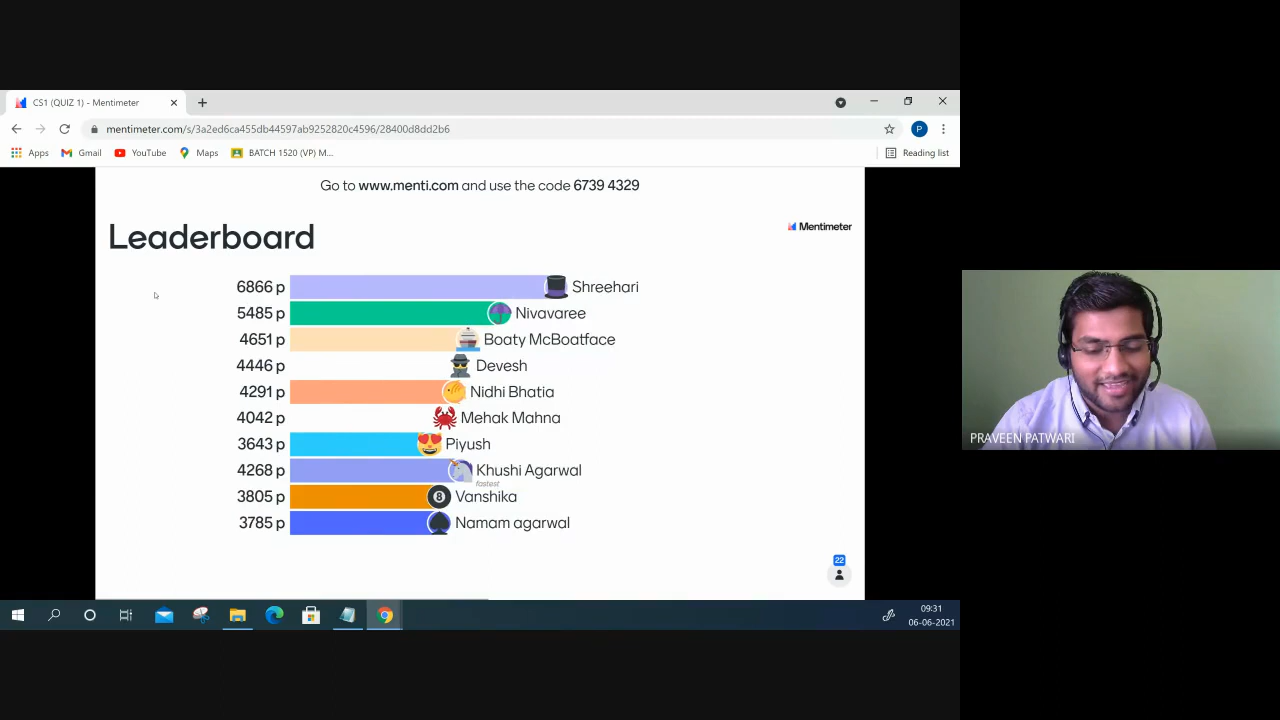 CS1 (QUIZ 1) - Mentimeter
mentimeter.com/s/3a2ed6ca455db44597ab9252820c4596/28400d8dd2b6
P
Apps Gmail YouTube Maps BATCH 1520 (VP) M... Reading list
Go to www.menti.com and use the code 6739 4329
Leaderboard
Mentimeter
6866 p Shreehari
5485 p Nivavaree
4651 p Boaty McBoatface
4446 p Devesh
4291 p Nidhi Bhatia
4042 p Mehak Mahna
3643 p Piyush
4268 p Khushi Agarwal
fastest
3805 p 8 Vanshika
3785 p Namam agarwal
22
PRAVEEN PATWARI
09:31
06-06-2021